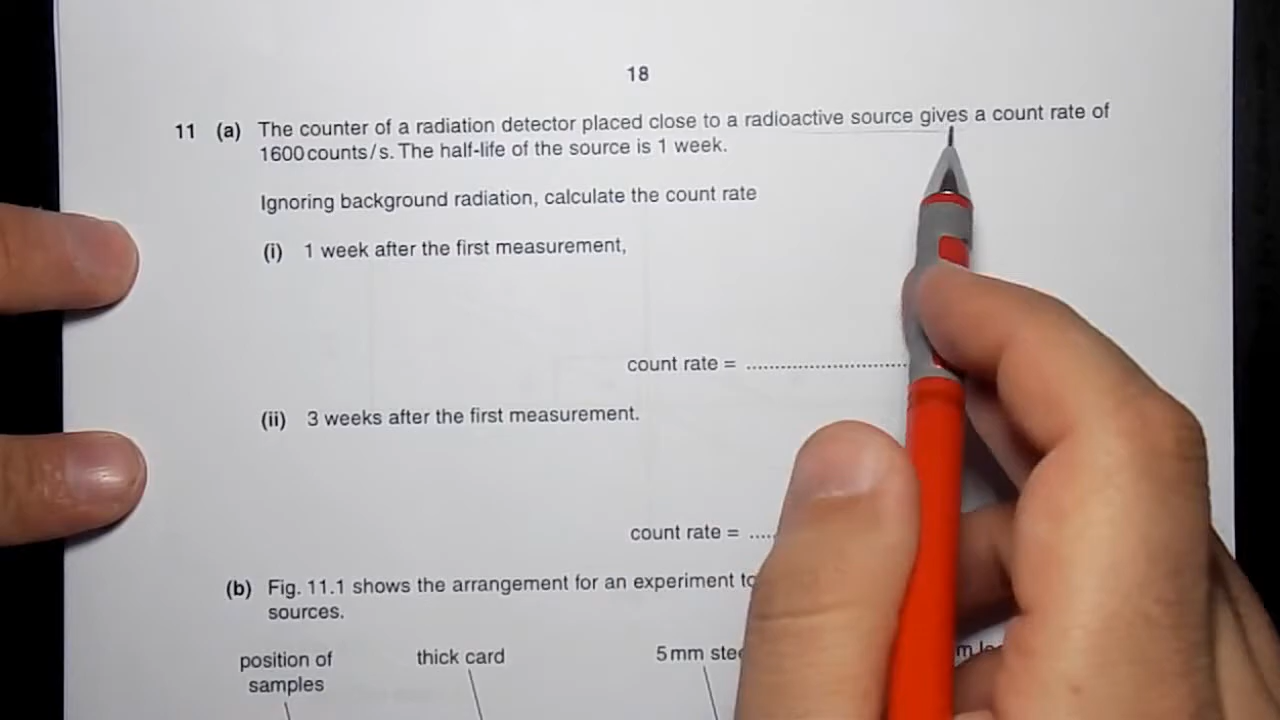 18
11 (a) The counter of a radiation detector placed close to a radioactive source gives a count rate of
1600 counts/s. The half-life of the source is 1 week.
Ignoring background radiation, calculate the count rate
(i) 1 week after the first measurement,
count rate = ..............................
(ii) 3 weeks after the first measurement.
count rate = .....
(b) Fig. 11.1 shows the arrangement for an experiment to
sources.
position of thick card 5 mm
samples